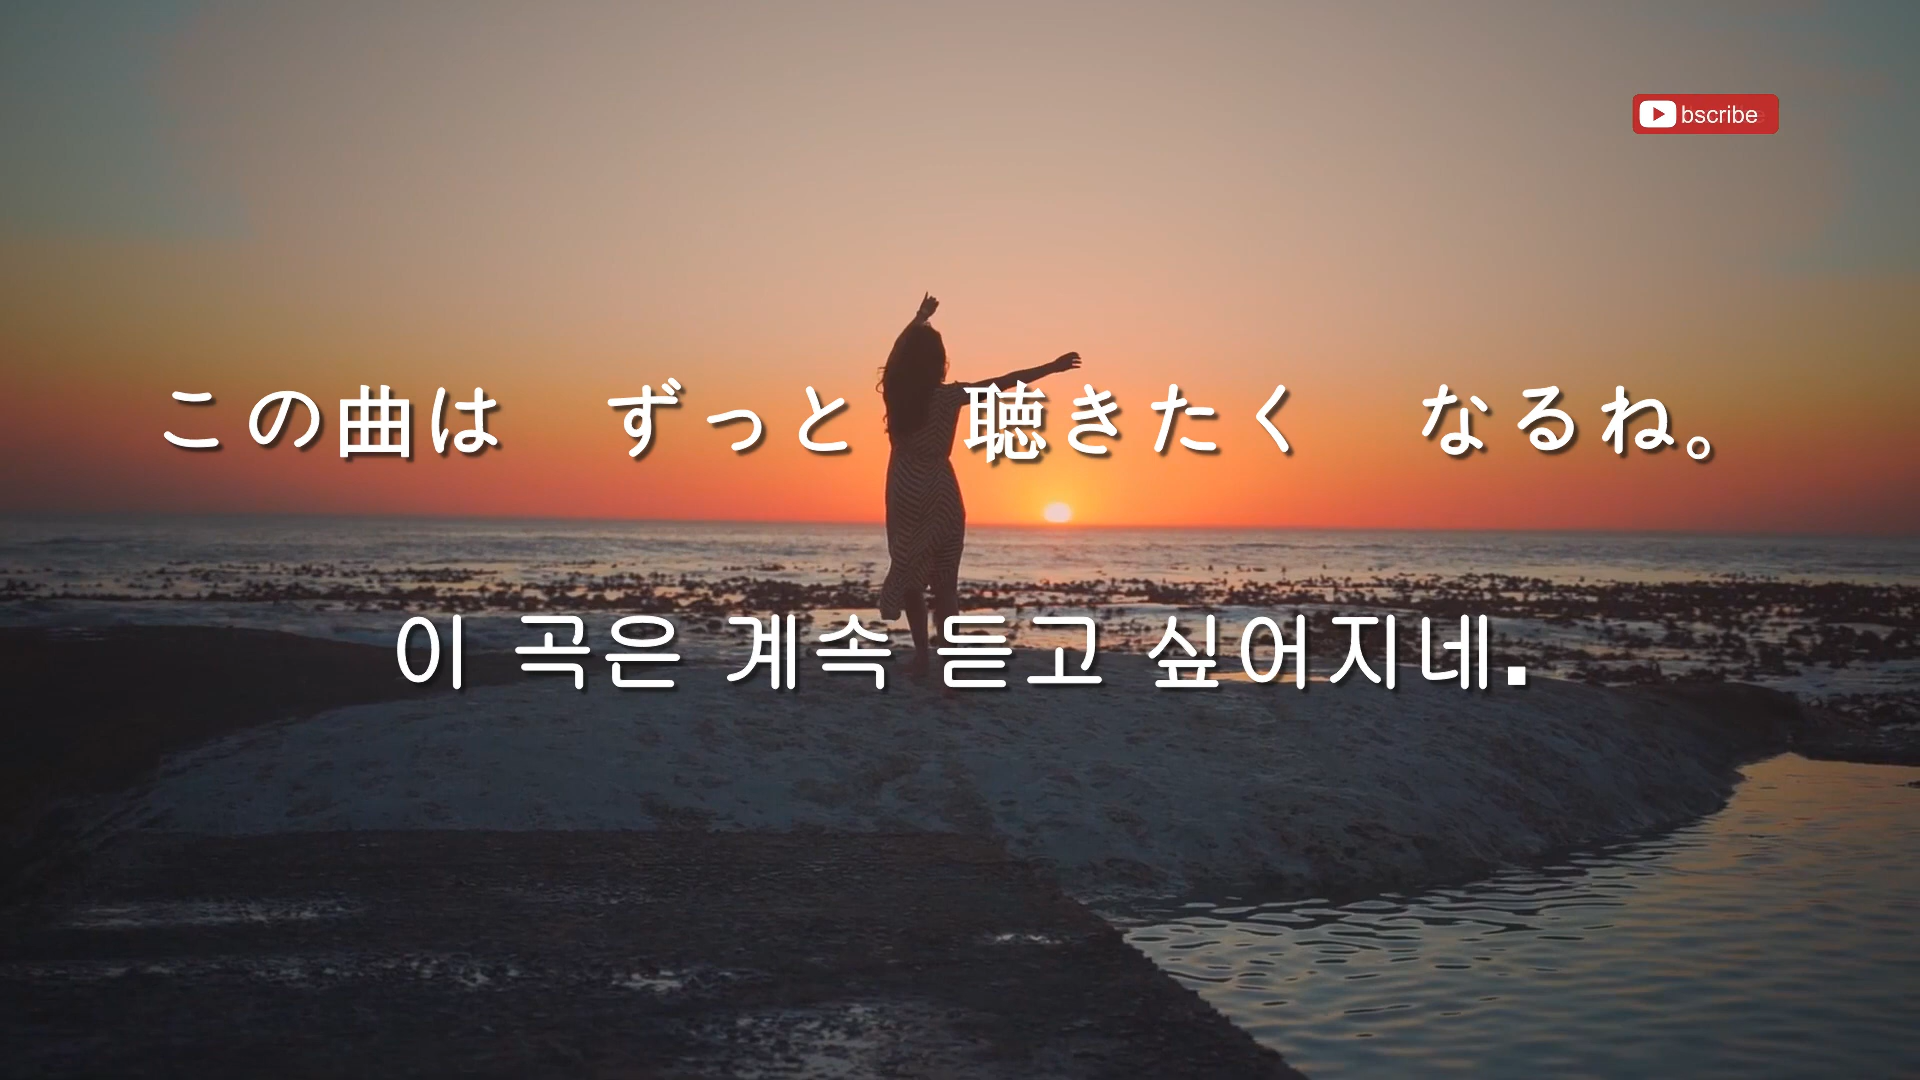 bscribe
この曲は　ずっと　聴きたく　なるね。
이 곡은 계속 듣고 싶어지네.